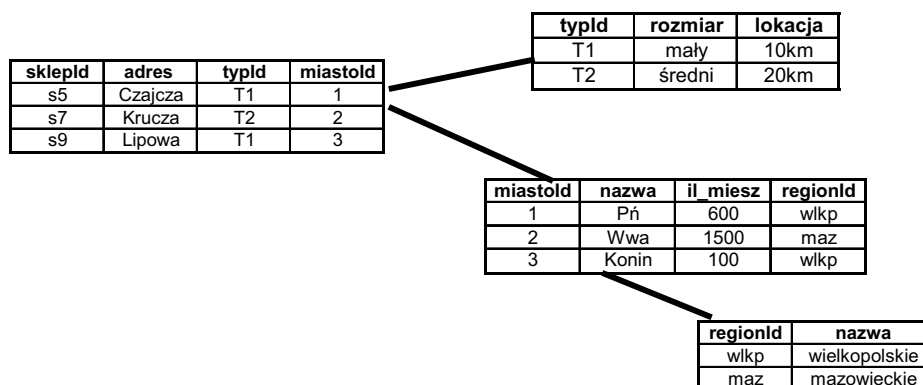 typId rozmiar lokacja
T1 mały 10km
T2 średni 20km
sklepId adres typId miastoId
s5 Czajcza T1 1
s7 Krucza T2 2
s9 Lipowa T1 3
miastoId nazwa il_miesz regionId
1 Pń 600 wlkp
2 Wwa 1500 maz
3 Konin 100 wlkp
regionId nazwa
wlkp wielkopolskie
maz mazowieckie